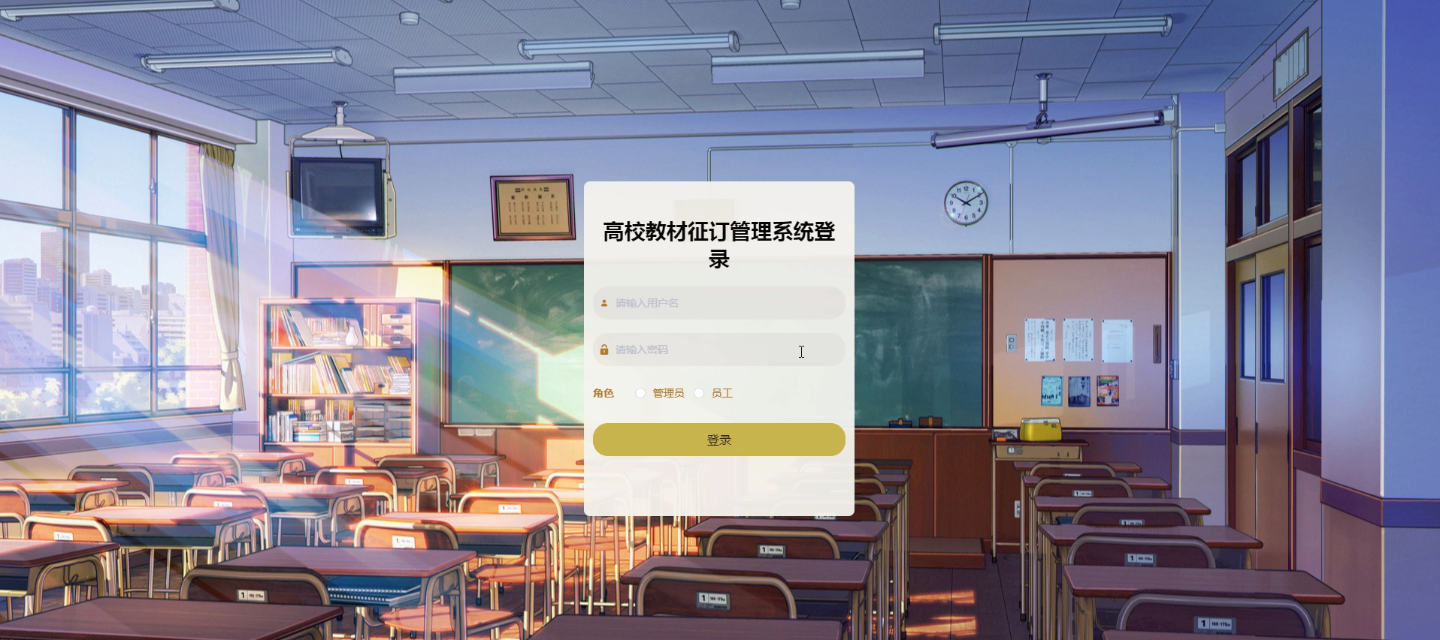 高校教材征订管理系统登
录
请输入用户名
请输入密码
角色 管理员 员工
登录